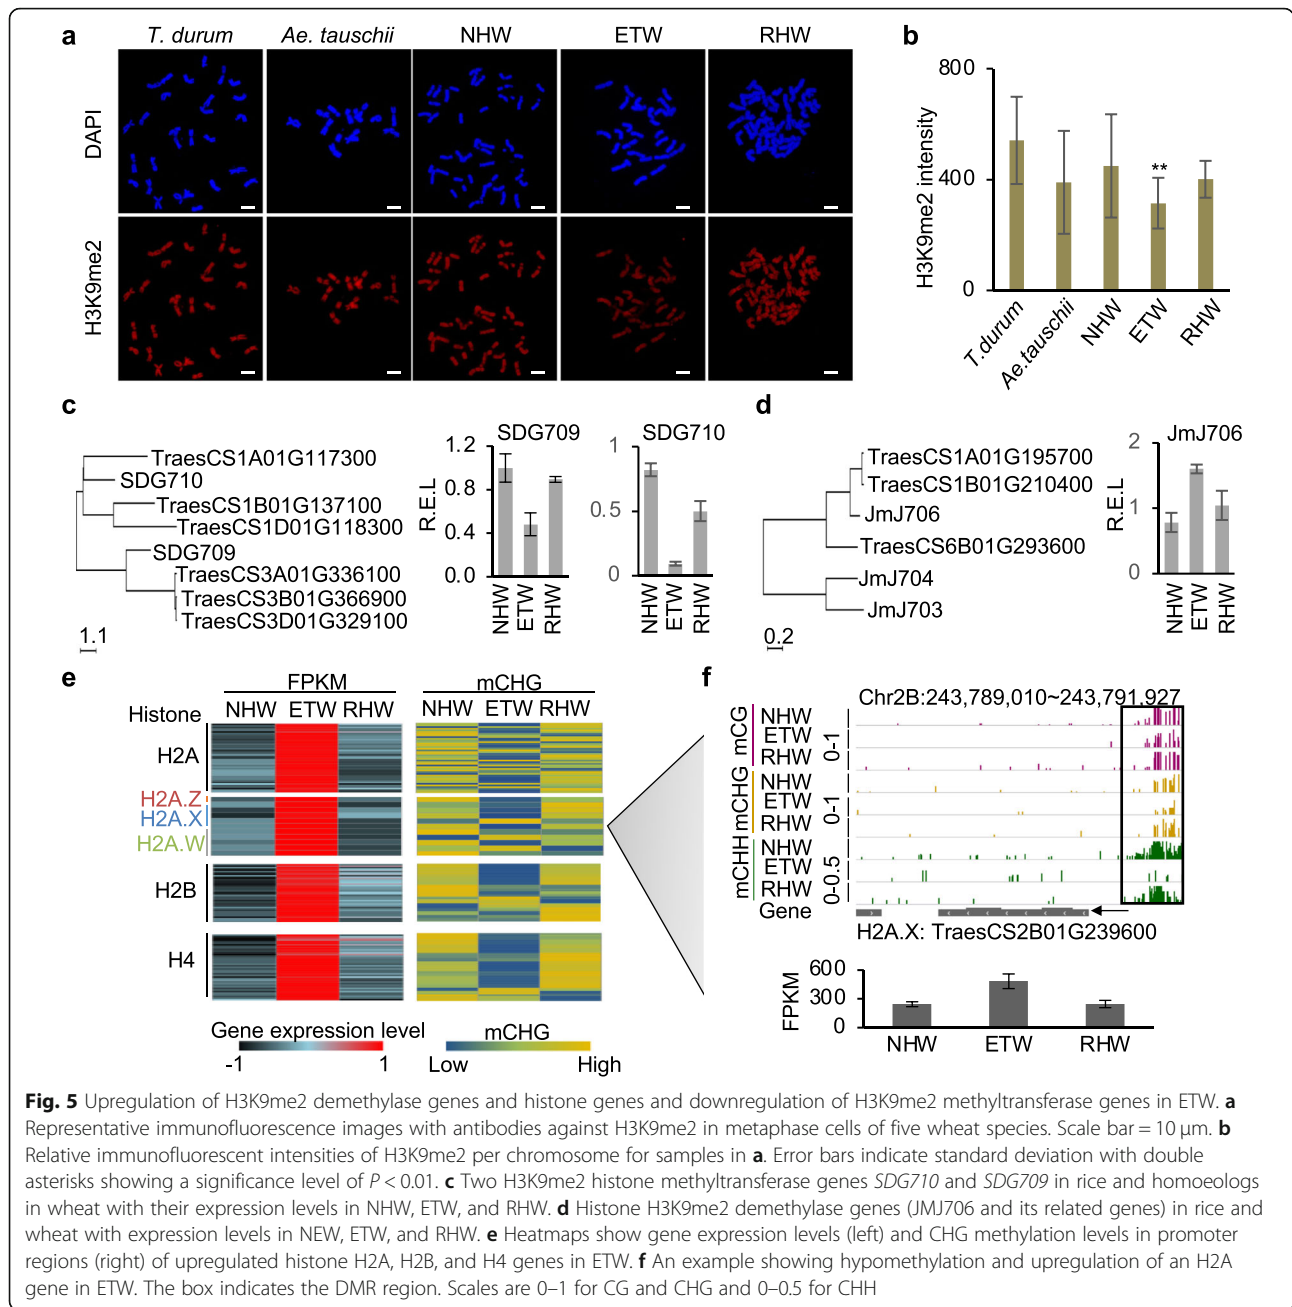 a
T. durum Ae. tauschii NHW ETW RHW
DAPI
H3K9me2
b
H3K9me2 intensity
800
400
0
**
T.durum Ae.tauschii NHW ETW RHW
c
TraesCS1A01G117300
SDG710
TraesCS1B01G137100
TraesCS1D01G118300
SDG709
TraesCS3A01G336100
TraesCS3B01G366900
TraesCS3D01G329100
1.1
SDG709
R.E.L
1.2
0.8
0.4
0.0
NHW ETW RHW
SDG710
1
0.5
0
NHW ETW RHW
d
TraesCS1A01G195700
TraesCS1B01G210400
JmJ706
TraesCS6B01G293600
JmJ704
JmJ703
0.2
JmJ706
R.E.L
2
1
0
NHW ETW RHW
e
FPKM mCHG
Histone NHW ETW RHW NHW ETW RHW
H2A
H2A.Z
H2A.X
H2A.W
H2B
H4
Gene expression level
-1 1
mCHG
Low High
f
Chr2B:243,789,010~243,791,927
mCG NHW ETW RHW 0-1
mCHG NHW ETW RHW 0-1
mCHH NHW ETW RHW 0-0.5
Gene
H2A.X: TraesCS2B01G239600
FPKM
600
300
0
NHW ETW RHW
Fig. 5 Upregulation of H3K9me2 demethylase genes and histone genes and downregulation of H3K9me2 methyltransferase genes in ETW. a
Representative immunofluorescence images with antibodies against H3K9me2 in metaphase cells of five wheat species. Scale bar = 10 μm. b
Relative immunofluorescent intensities of H3K9me2 per chromosome for samples in a. Error bars indicate standard deviation with double
asterisks showing a significance level of P < 0.01. c Two H3K9me2 histone methyltransferase genes SDG710 and SDG709 in rice and homoeologs
in wheat with their expression levels in NHW, ETW, and RHW. d Histone H3K9me2 demethylase genes (JMJ706 and its related genes) in rice and
wheat with expression levels in NEW, ETW, and RHW. e Heatmaps show gene expression levels (left) and CHG methylation levels in promoter
regions (right) of upregulated histone H2A, H2B, and H4 genes in ETW. f An example showing hypomethylation and upregulation of an H2A
gene in ETW. The box indicates the DMR region. Scales are 0–1 for CG and CHG and 0–0.5 for CHH